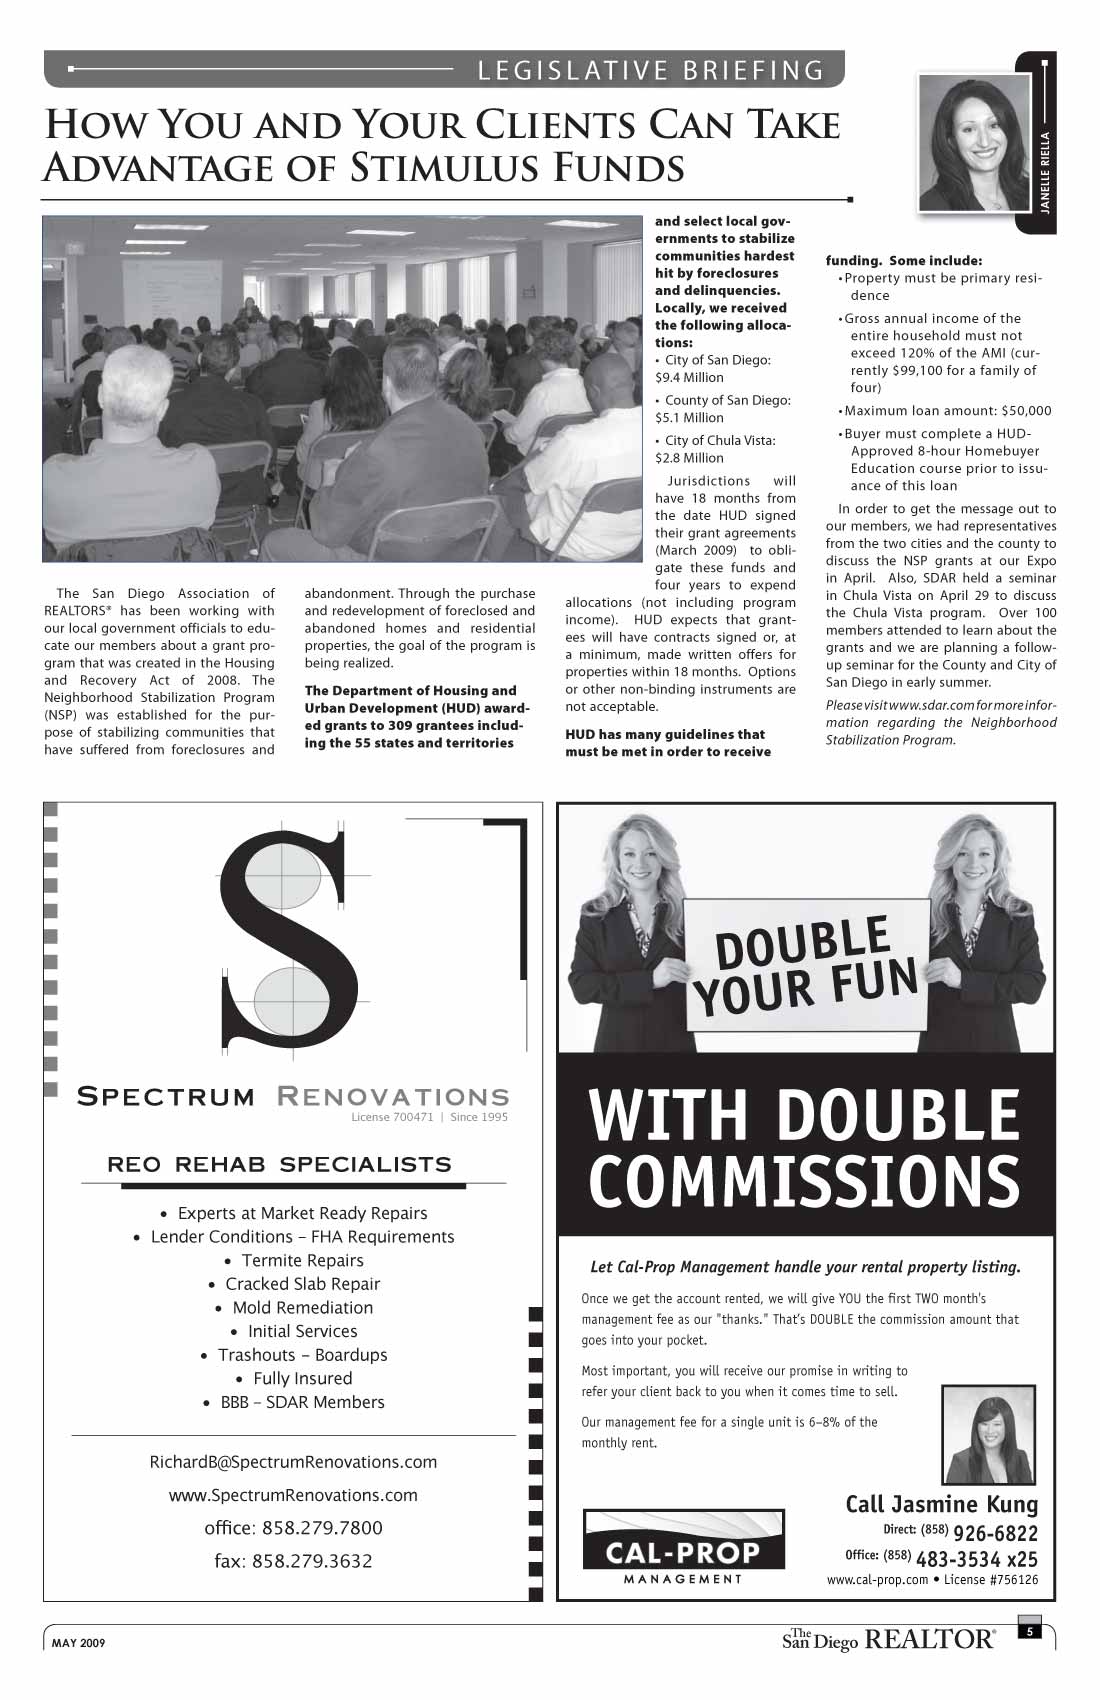 LEGISLATIVE BRIEFING
HOW YOU AND YOUR CLIENTS CAN TAKE
ADVANTAGE OF STIMULUS FUNDS
JANELLE RIELLA
The San Diego Association of
REALTORS® has been working with
our local government officials to edu-
cate our members about a grant pro-
gram that was created in the Housing
and Recovery Act of 2008. The
Neighborhood Stabilization Program
(NSP) was established for the pur-
pose of stabilizing communities that
have suffered from foreclosures and
abandonment. Through the purchase
and redevelopment of foreclosed and
abandoned homes and residential
properties, the goal of the program is
being realized.
The Department of Housing and
Urban Development (HUD) award-
ed grants to 309 grantees includ-
ing the 55 states and territories
and select local gov-
ernments to stabilize
communities hardest
hit by foreclosures
and delinquencies.
Locally, we received
the following alloca-
tions:
• City of San Diego:
$9.4 Million
• County of San Diego:
$5.1 Million
• City of Chula Vista:
$2.8 Million
Jurisdictions will
have 18 months from
the date HUD signed
their grant agreements
(March 2009) to obli-
gate these funds and
four years to expend
allocations (not including program
income). HUD expects that grant-
ees will have contracts signed or, at
a minimum, made written offers for
properties within 18 months. Options
or other non-binding instruments are
not acceptable.
HUD has many guidelines that
must be met in order to receive
funding. Some include:
•Property must be primary resi-
dence
•Gross annual income of the
entire household must not
exceed 120% of the AMI (cur-
rently $99,100 for a family of
four)
•Maximum loan amount: $50,000
•Buyer must complete a HUD-
Approved 8-hour Homebuyer
Education course prior to issu-
ance of this loan
In order to get the message out to
our members, we had representatives
from the two cities and the county to
discuss the NSP grants at our Expo
in April. Also, SDAR held a seminar
in Chula Vista on April 29 to discuss
the Chula Vista program. Over 100
members attended to learn about the
grants and we are planning a follow-
up seminar for the County and City of
San Diego in early summer.
Please visit www.sdar.com for more infor-
mation regarding the Neighborhood
Stabilization Program.
S
SPECTRUM RENOVATIONS
License 700471 | Since 1995
REO REHAB SPECIALISTS
• Experts at Market Ready Repairs
• Lender Conditions – FHA Requirements
• Termite Repairs
• Cracked Slab Repair
• Mold Remediation
• Initial Services
• Trashouts – Boardups
• Fully Insured
• BBB – SDAR Members
RichardB@SpectrumRenovations.com
www.SpectrumRenovations.com
office: 858.279.7800
fax: 858.279.3632
DOUBLE
YOUR FUN
WITH DOUBLE
COMMISSIONS
Let Cal-Prop Management handle your rental property listing.
Once we get the account rented, we will give YOU the first TWO month's
management fee as our "thanks." That's DOUBLE the commission amount that
goes into your pocket.
Most important, you will receive our promise in writing to
refer your client back to you when it comes time to sell.
Our management fee for a single unit is 6–8% of the
monthly rent.
CAL-PROP
MANAGEMENT
Call Jasmine Kung
Direct: (858) 926-6822
Office: (858) 483-3534 x25
www.cal-prop.com • License #756126
MAY 2009
The San Diego REALTOR®
5